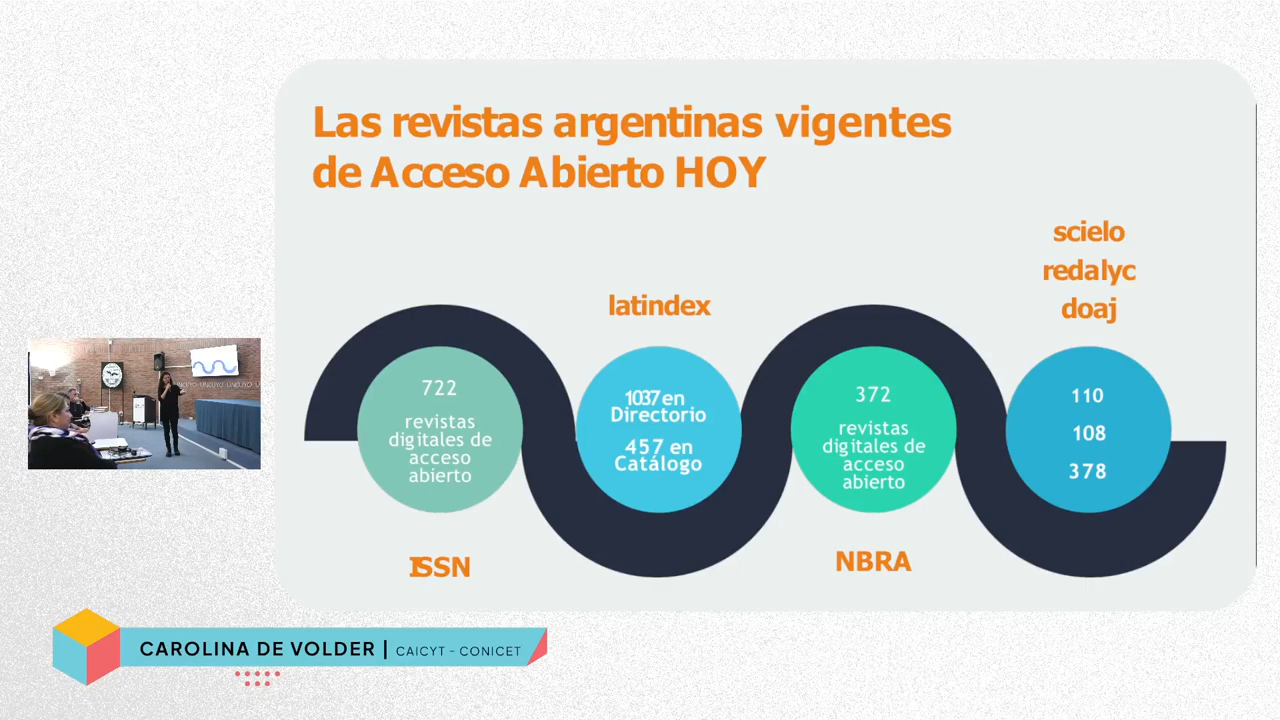 Las revistas argentinas vigentes
de Acceso Abierto HOY
scielo
redalyc
doaj
latindex
722
revistas
digitales de
acceso
abierto
1037 en
Directorio
457 en
Catálogo
372
revistas
digitales de
acceso
abierto
110
108
378
ISSN
NBRA
CAROLINA DE VOLDER | CAICYT - CONICET